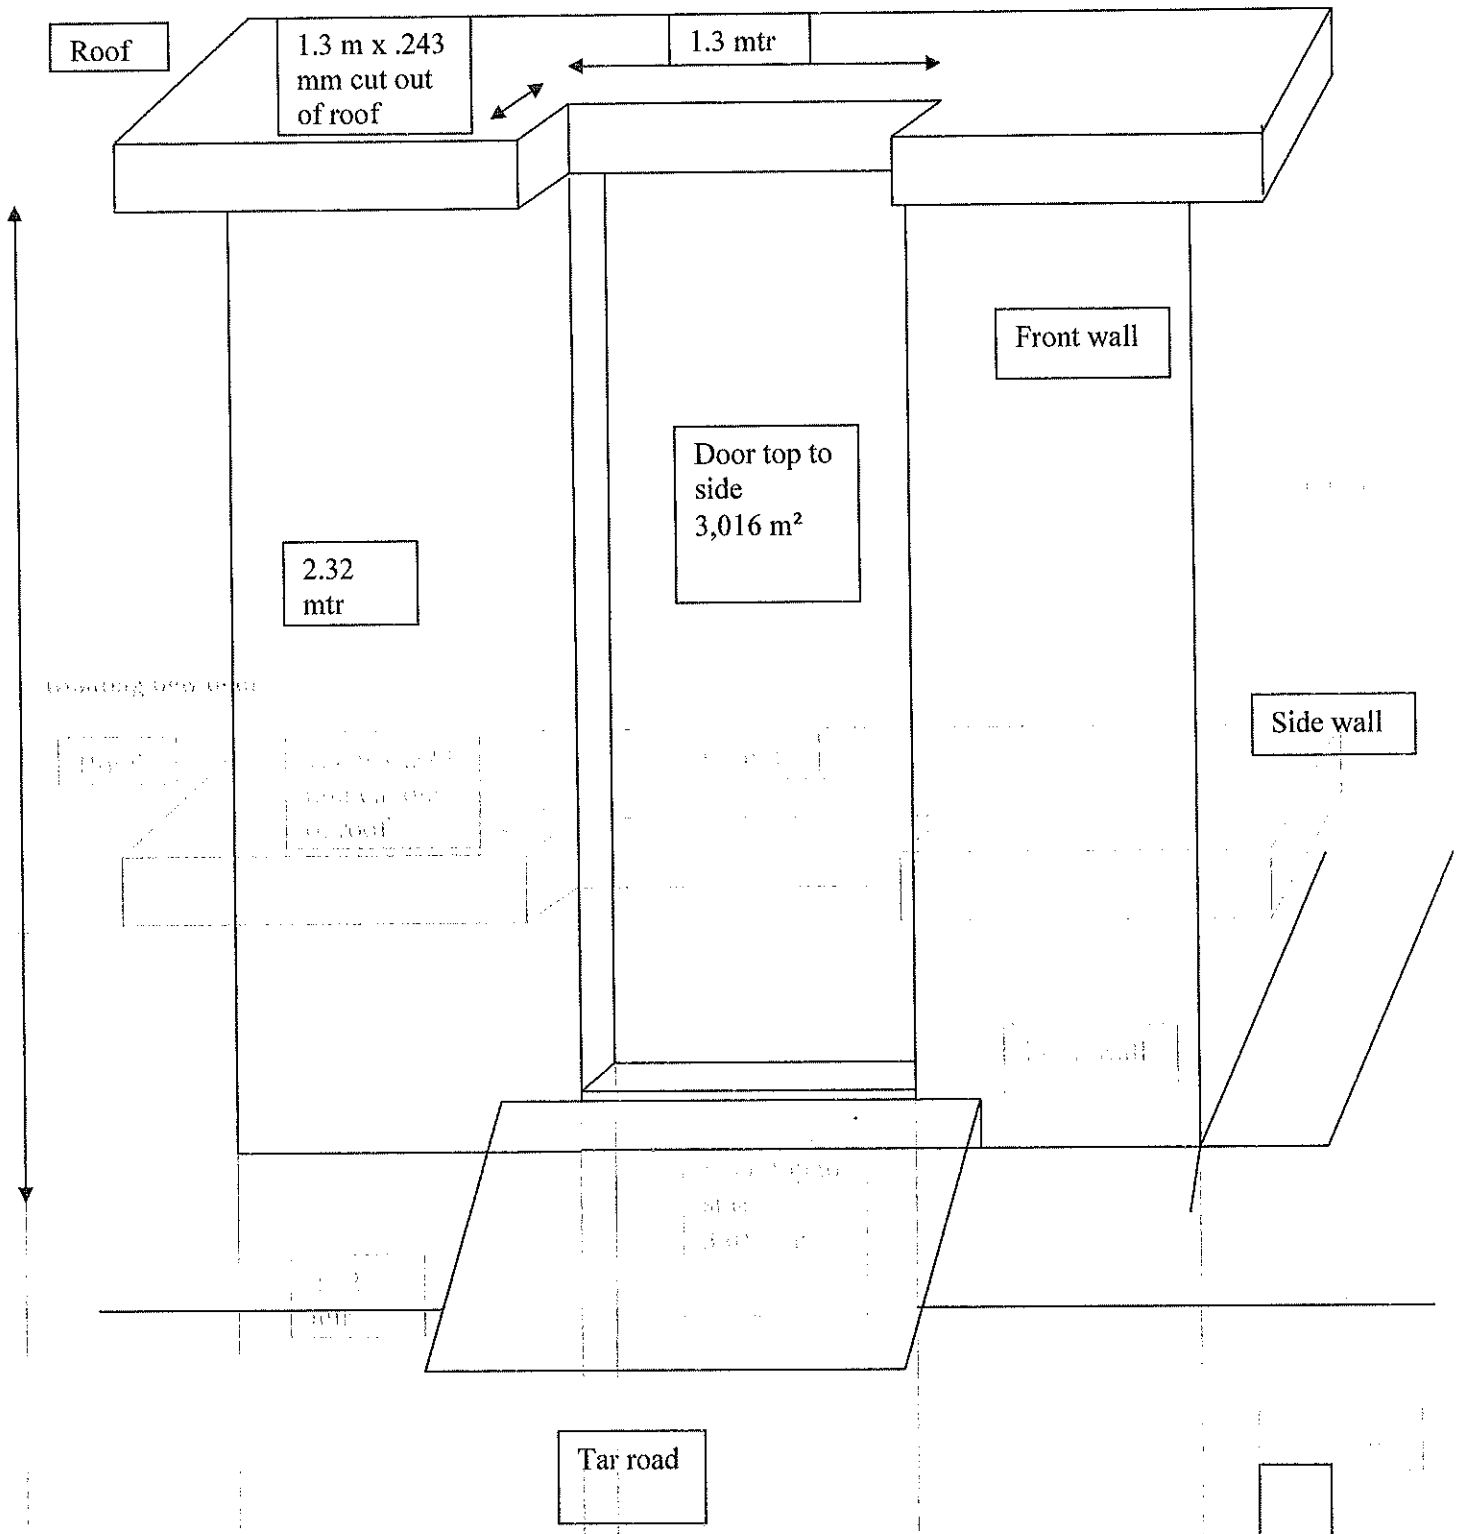 Roof
1.3 m x .243
mm cut out
of roof
1.3 mtr
Front wall
Door top to
side
3,016 m²
2.32
mtr
Side wall
Tar road